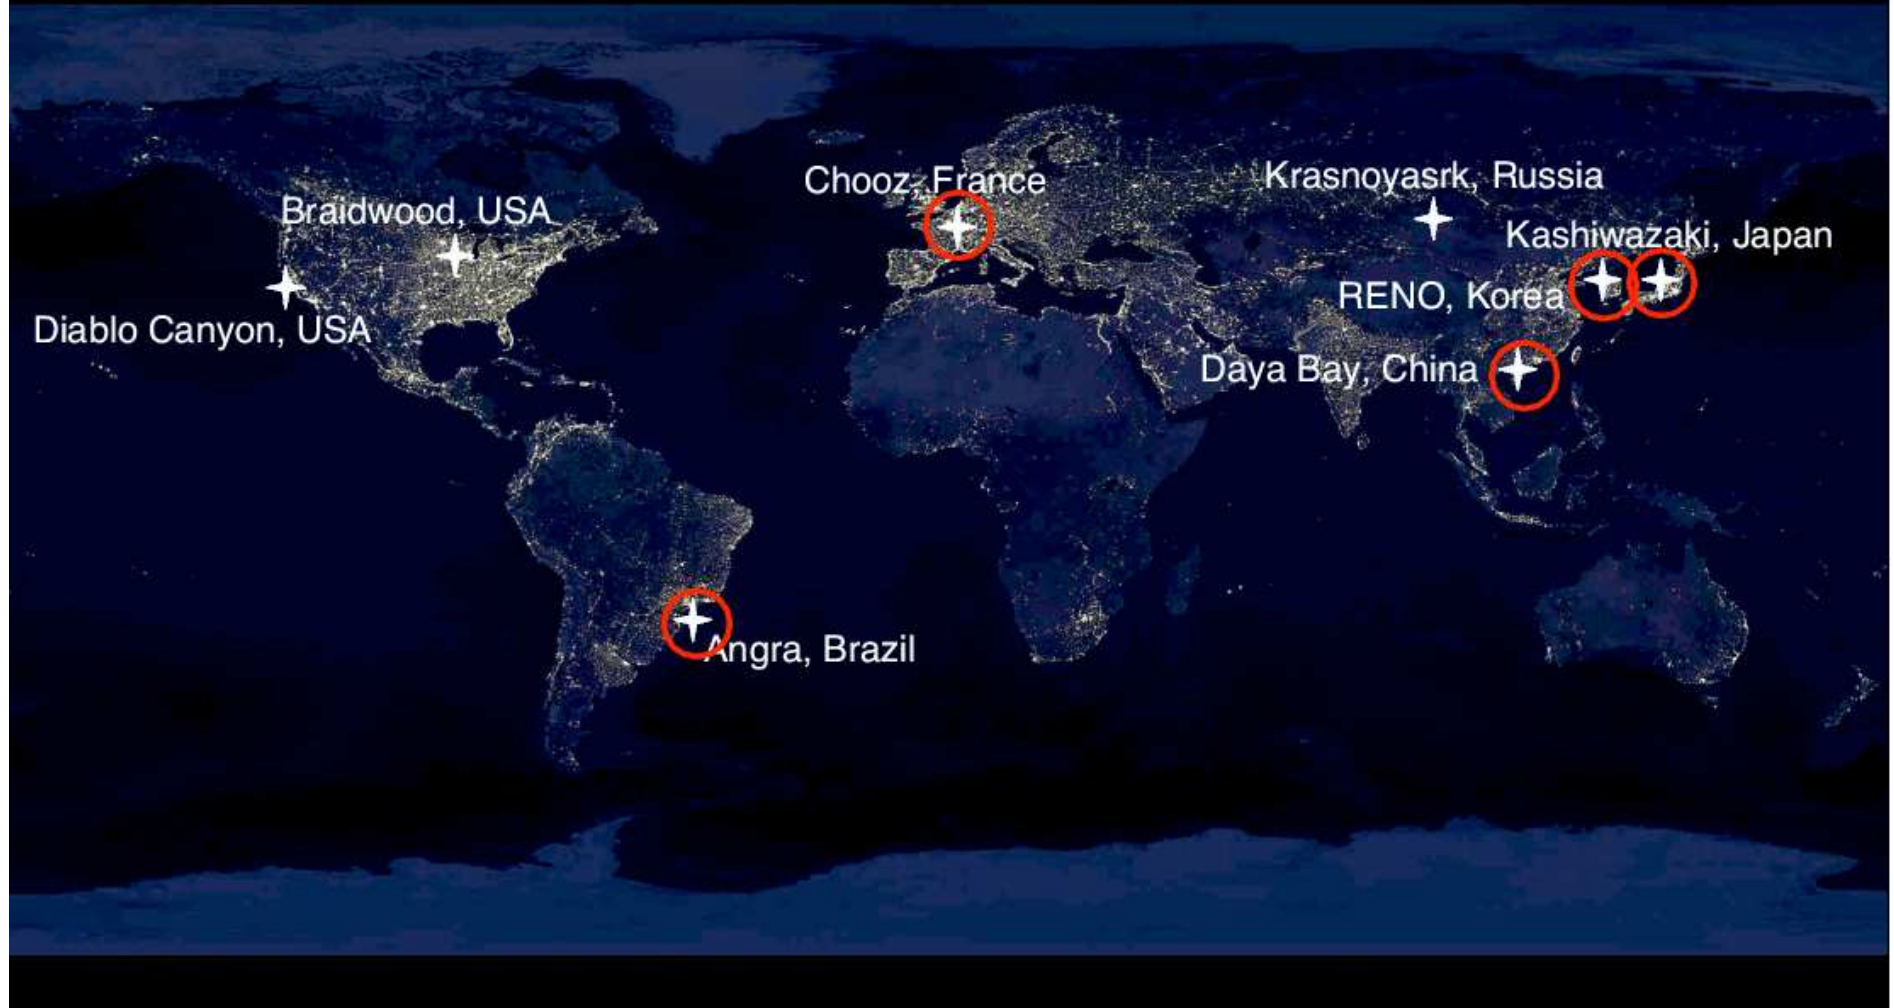 Chooz, France
Krasnoyasrk, Russia
Braidwood, USA
Kashiwazaki, Japan
RENO, Korea
Diablo Canyon, USA
Daya Bay, China
Angra, Brazil